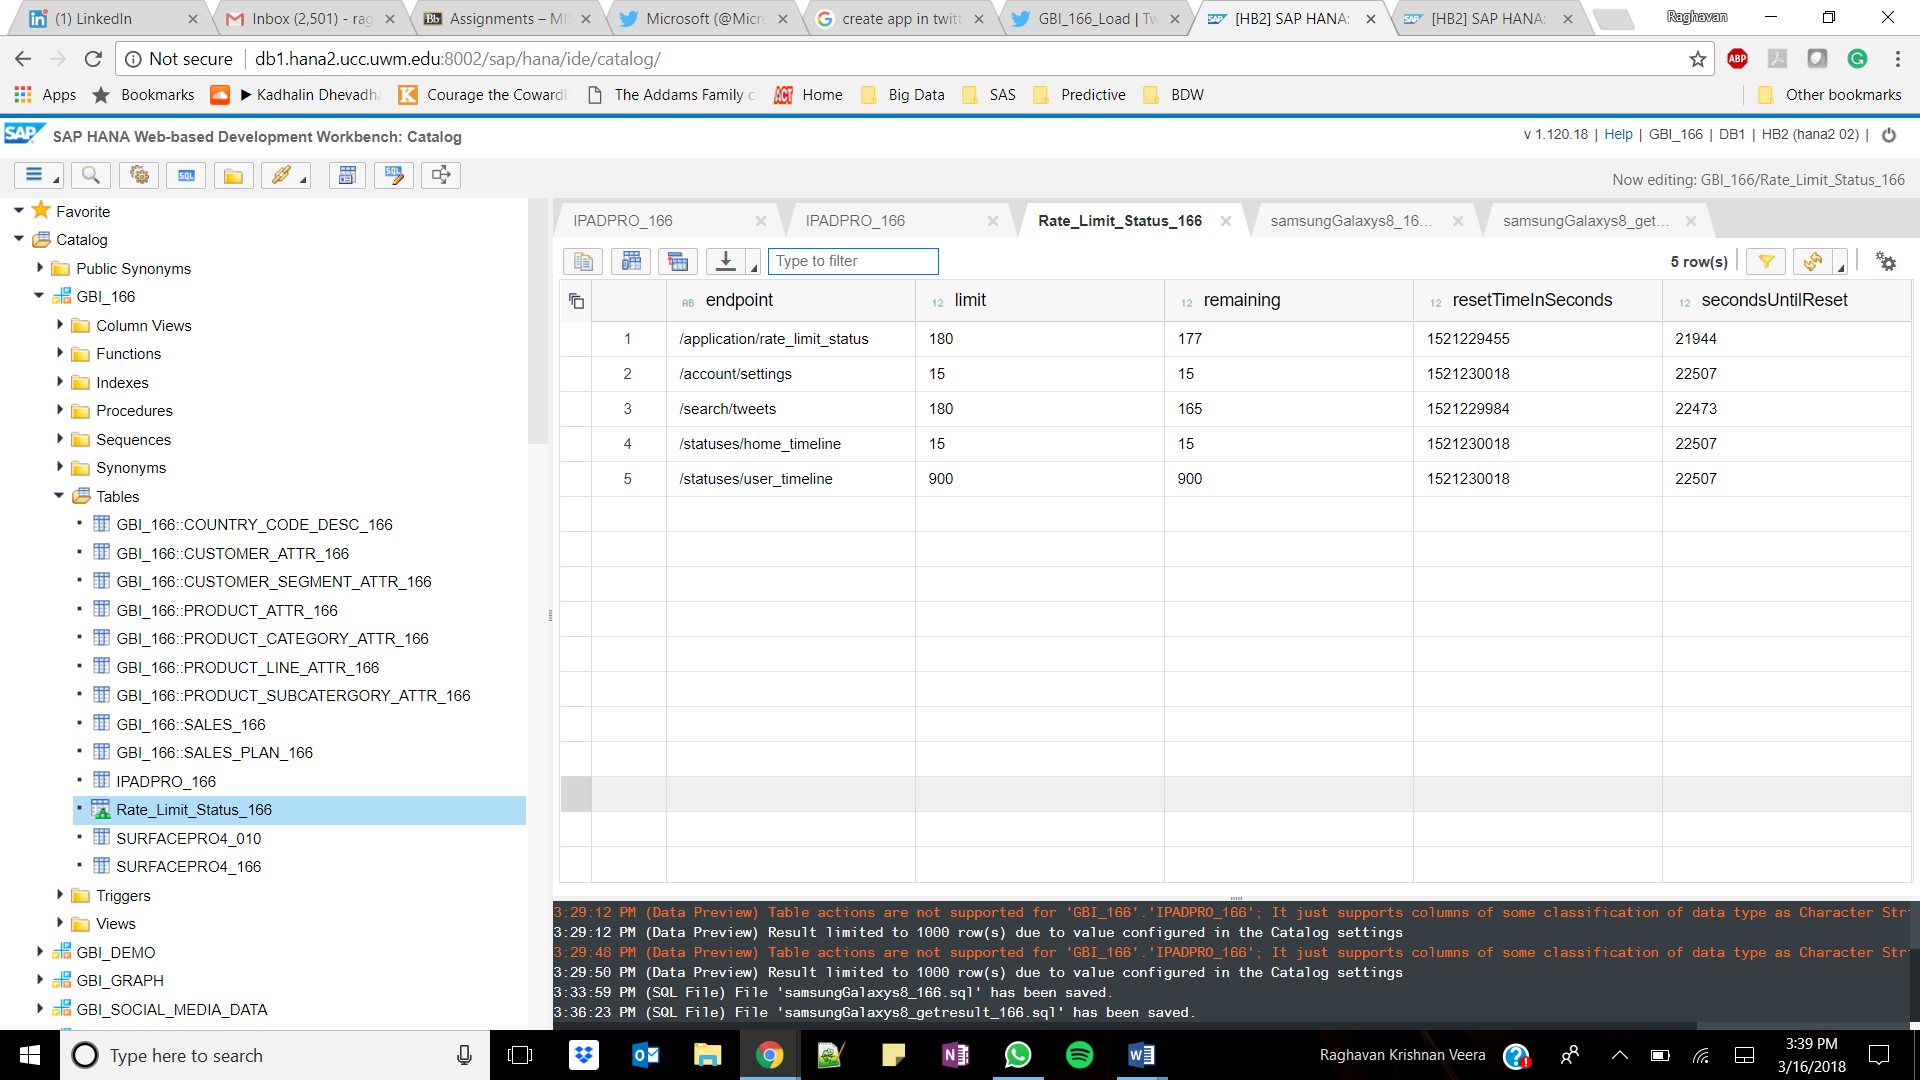 (1) LinkedIn
Inbox (2,501) - rag
Assignments – MIS
Microsoft (@Micro
create app in twitt
GBI_166_Load | Tw
[HB2] SAP HANA:
[HB2] SAP HANA:
Raghavan
Not secure
db1.hana2.ucc.uwm.edu:8002/sap/hana/ide/catalog/
Apps
Bookmarks
▶ Kadhalin Dhevadha
Courage the Cowardl
The Addams Family c
Home
Big Data
SAS
Predictive
BDW
Other bookmarks
SAP
SAP HANA Web-based Development Workbench: Catalog
v 1.120.18 | Help | GBI_166 | DB1 | HB2 (hana2 02) |
Now editing: GBI_166/Rate_Limit_Status_166
Favorite
Catalog
Public Synonyms
GBI_166
Column Views
Functions
Indexes
Procedures
Sequences
Synonyms
Tables
GBI_166::COUNTRY_CODE_DESC_166
GBI_166::CUSTOMER_ATTR_166
GBI_166::CUSTOMER_SEGMENT_ATTR_166
GBI_166::PRODUCT_ATTR_166
GBI_166::PRODUCT_CATEGORY_ATTR_166
GBI_166::PRODUCT_LINE_ATTR_166
GBI_166::PRODUCT_SUBCATERGORY_ATTR_166
GBI_166::SALES_166
GBI_166::SALES_PLAN_166
IPADPRO_166
Rate_Limit_Status_166
SURFACEPRO4_010
SURFACEPRO4_166
Triggers
Views
GBI_DEMO
GBI_GRAPH
GBI_SOCIAL_MEDIA_DATA
IPADPRO_166
IPADPRO_166
Rate_Limit_Status_166
samsungGalaxys8_16...
samsungGalaxys8_get...
Type to filter
5 row(s)
AB endpoint 12 limit 12 remaining 12 resetTimeInSeconds 12 secondsUntilReset
1 /application/rate_limit_status 180 177 1521229455 21944
2 /account/settings 15 15 1521230018 22507
3 /search/tweets 180 165 1521229984 22473
4 /statuses/home_timeline 15 15 1521230018 22507
5 /statuses/user_timeline 900 900 1521230018 22507
3:29:12 PM (Data Preview) Table actions are not supported for 'GBI_166'.'IPADPRO_166'; It just supports columns of some classification of data type as Character Stri
3:29:12 PM (Data Preview) Result limited to 1000 row(s) due to value configured in the Catalog settings
3:29:48 PM (Data Preview) Table actions are not supported for 'GBI_166'.'IPADPRO_166'; It just supports columns of some classification of data type as Character Stri
3:29:50 PM (Data Preview) Result limited to 1000 row(s) due to value configured in the Catalog settings
3:33:59 PM (SQL File) File 'samsungGalaxys8_166.sql' has been saved.
3:36:23 PM (SQL File) File 'samsungGalaxys8_getresult_166.sql' has been saved.
Type here to search
Raghavan Krishnan Veera
3:39 PM
3/16/2018